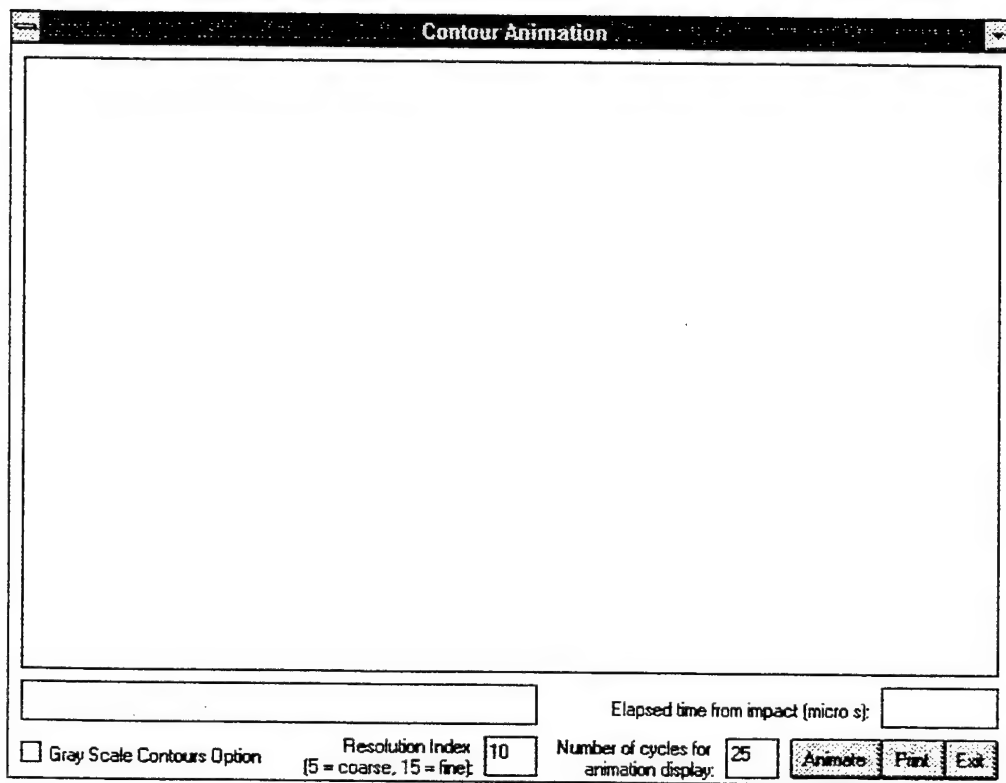 Contour Animation
Elapsed time from impact (micro s):
Gray Scale Contours Option
Resolution Index
(5 = coarse, 15 = fine):
10
Number of cycles for
animation display:
25
Animate
Print
Exit